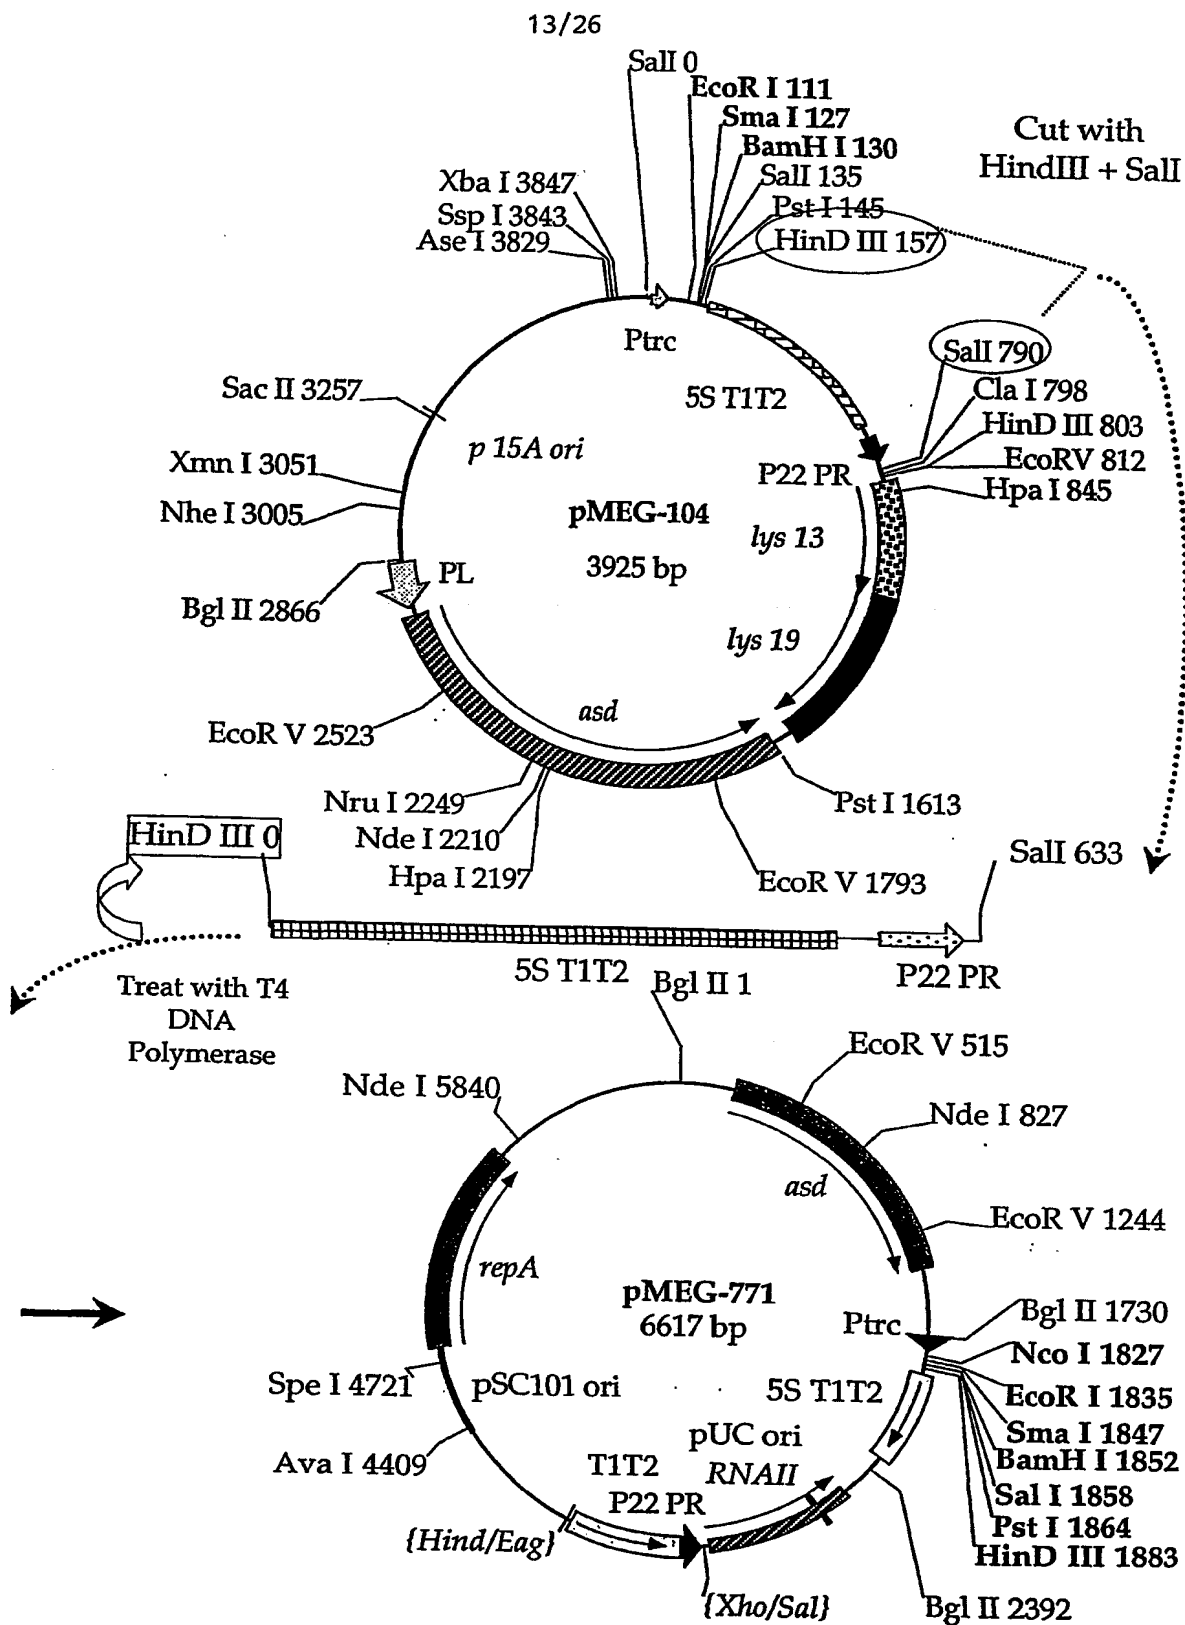 13/26
SalI 0
EcoR I 111
Sma I 127
BamH I 130
SalI 135
Pst I 145
HinD III 157
Cut with
HindIII + SalI
Xba I 3847
Ssp I 3843
Ase I 3829
Ptrc
5S T1T2
SalI 790
Cla I 798
HinD III 803
EcoRV 812
Hpa I 845
Sac II 3257
p 15A ori
P22 PR
Xmn I 3051
Nhe I 3005
pMEG-104
3925 bp
lys 13
PL
Bgl II 2866
lys 19
asd
EcoR V 2523
Nru I 2249
Nde I 2210
Hpa I 2197
Pst I 1613
EcoR V 1793
HinD III 0
SalI 633
5S T1T2
P22 PR
Treat with T4
DNA
Polymerase
Bgl II 1
EcoR V 515
Nde I 5840
Nde I 827
asd
EcoR V 1244
repA
pMEG-771
6617 bp
Ptrc
Bgl II 1730
Nco I 1827
EcoR I 1835
Sma I 1847
BamH I 1852
Sal I 1858
Pst I 1864
HinD III 1883
Spe I 4721
pSC101 ori
5S T1T2
Ava I 4409
pUC ori
RNAII
T1T2
P22 PR
{Hind/Eag}
{Xho/Sal}
Bgl II 2392